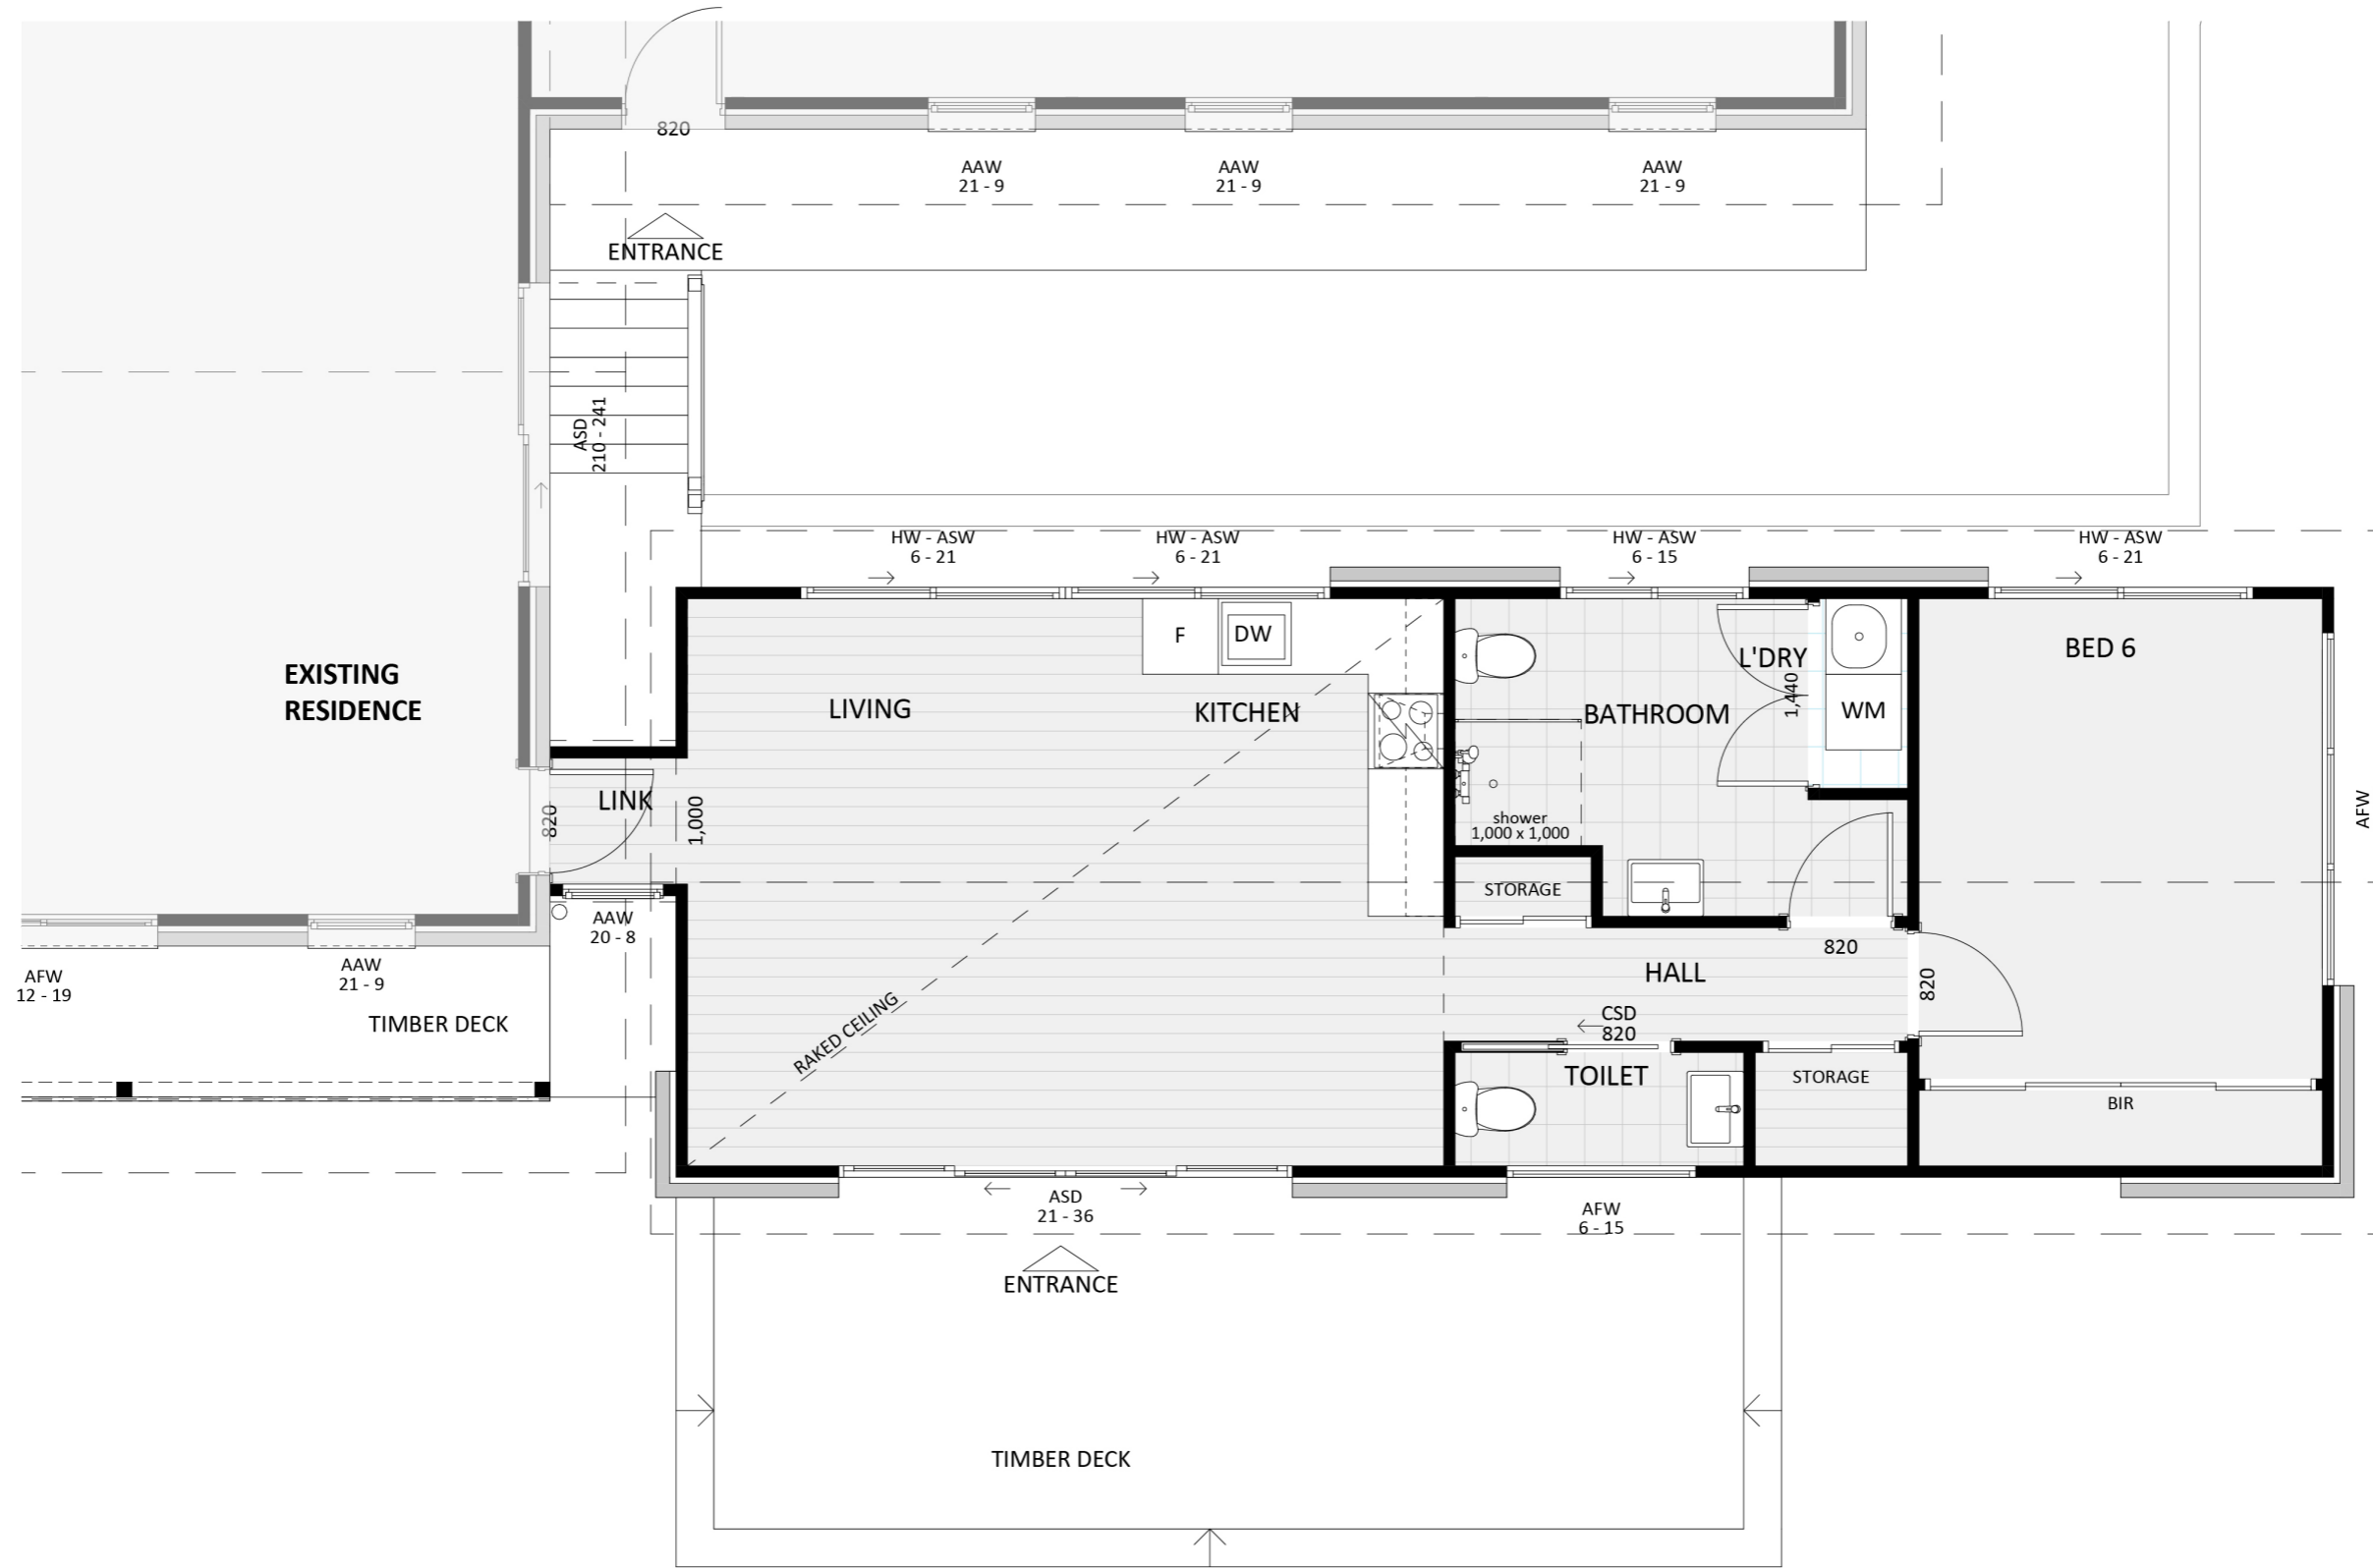 820
AAW
21 - 9
AAW
21 - 9
AAW
21 - 9
ENTRANCE
ASD
210 - 241
HW - ASW
6 - 21
HW - ASW
6 - 21
HW - ASW
6 - 15
HW - ASW
6 - 21
F
DW
EXISTING
RESIDENCE
LIVING
KITCHEN
BATHROOM
L'DRY
1,440
WM
BED 6
LINK
820
1,000
shower
1,000 x 1,000
AFW
STORAGE
AAW
20 - 8
AFW
12 - 19
AAW
21 - 9
TIMBER DECK
820
HALL
820
CSD
820
RAKED CEILING
TOILET
STORAGE
BIR
ASD
21 - 36
AFW
6 - 15
ENTRANCE
TIMBER DECK